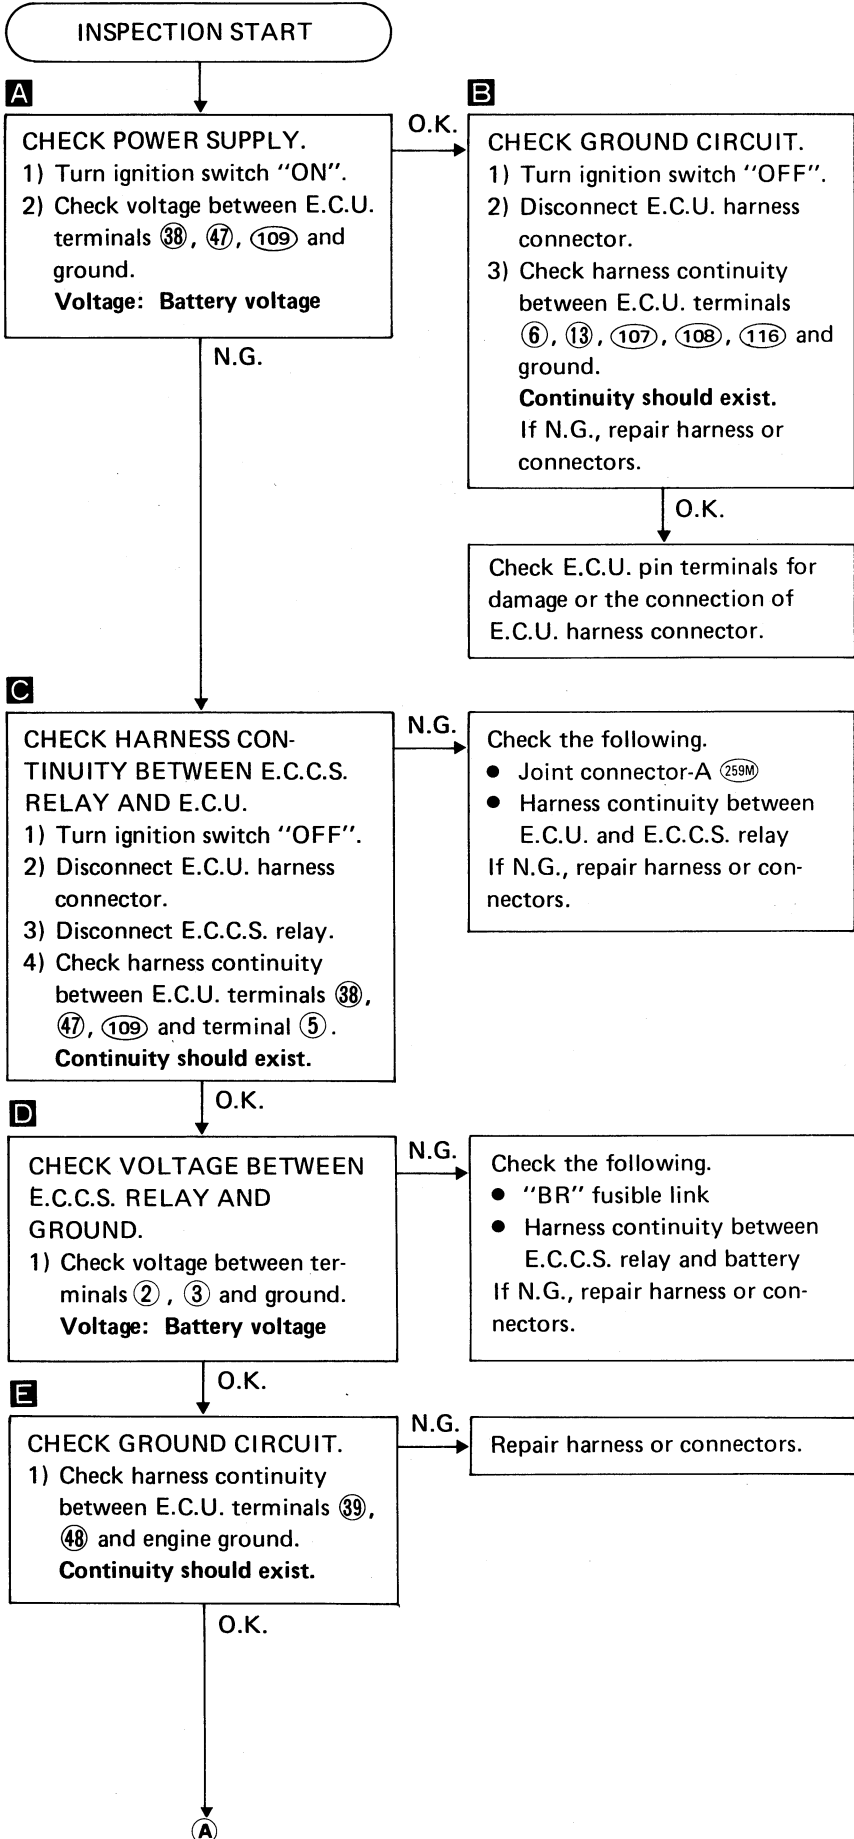 INSPECTION START
A
CHECK POWER SUPPLY.
1) Turn ignition switch "ON".
2) Check voltage between E.C.U.
terminals 38, 47, 109 and
ground.
Voltage: Battery voltage
O.K.
N.G.
B
CHECK GROUND CIRCUIT.
1) Turn ignition switch "OFF".
2) Disconnect E.C.U. harness
connector.
3) Check harness continuity
between E.C.U. terminals
6, 13, 107, 108, 116 and
ground.
Continuity should exist.
If N.G., repair harness or
connectors.
O.K.
Check E.C.U. pin terminals for
damage or the connection of
E.C.U. harness connector.
C
CHECK HARNESS CON-
TINUITY BETWEEN E.C.C.S.
RELAY AND E.C.U.
1) Turn ignition switch "OFF".
2) Disconnect E.C.U. harness
connector.
3) Disconnect E.C.C.S. relay.
4) Check harness continuity
between E.C.U. terminals 38,
47, 109 and terminal 5.
Continuity should exist.
N.G.
Check the following.
● Joint connector-A 259M
● Harness continuity between
E.C.U. and E.C.C.S. relay
If N.G., repair harness or con-
nectors.
O.K.
D
CHECK VOLTAGE BETWEEN
E.C.C.S. RELAY AND
GROUND.
1) Check voltage between ter-
minals 2, 3 and ground.
Voltage: Battery voltage
N.G.
Check the following.
● "BR" fusible link
● Harness continuity between
E.C.C.S. relay and battery
If N.G., repair harness or con-
nectors.
O.K.
E
CHECK GROUND CIRCUIT.
1) Check harness continuity
between E.C.U. terminals 39,
48 and engine ground.
Continuity should exist.
N.G.
Repair harness or connectors.
O.K.
A